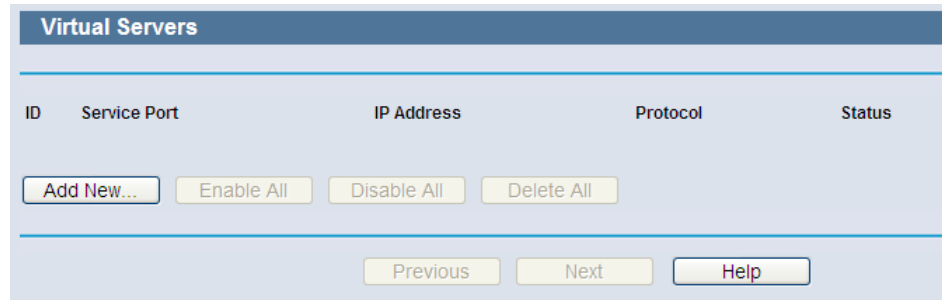 Virtual Servers
ID Service Port IP Address Protocol Status
Add New... Enable All Disable All Delete All
Previous Next Help